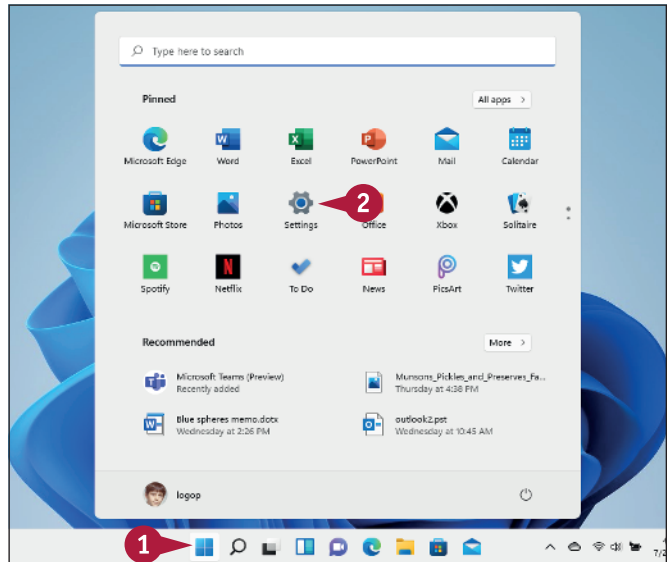 Type here to search
Pinned
All apps >
Microsoft Edge Word Excel PowerPoint Mail Calendar
2
Microsoft Store Photos Settings Office Xbox Solitaire
Spotify Netflix To Do News PicsArt Twitter
Recommended
More >
Microsoft Teams (Preview)
Recently added
Munsons_Pickles_and_Preserves_Fa...
Thursday at 4:38 PM
Blue spheres memo.dotx
Wednesday at 2:26 PM
outlook2.pst
Wednesday at 10:45 AM
logop
1